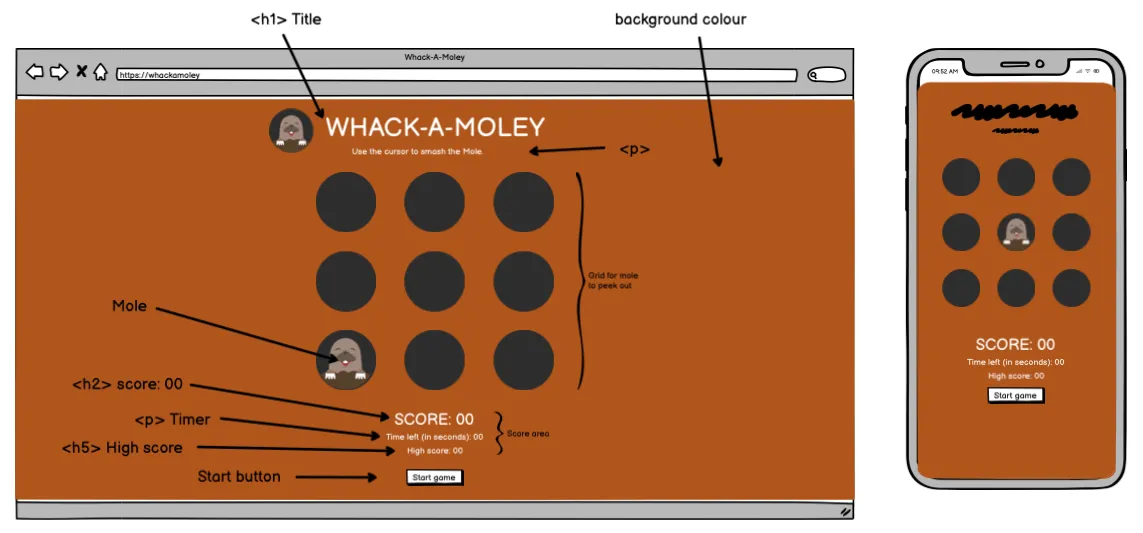 <h1> Title
background colour
Whack-A-Moley
https://whackamoley
09:52 AM
WHACK-A-MOLEY
Use the cursor to smash the Mole.
<p>
Grid for mole
to peek out
Mole
<h2> score: 00
SCORE: 00
<p> Timer
Time left (in seconds): 00
Score area
<h5> High score
High score: 00
Start button
Start game
SCORE: 00
Time left (in seconds): 00
High score: 00
Start game